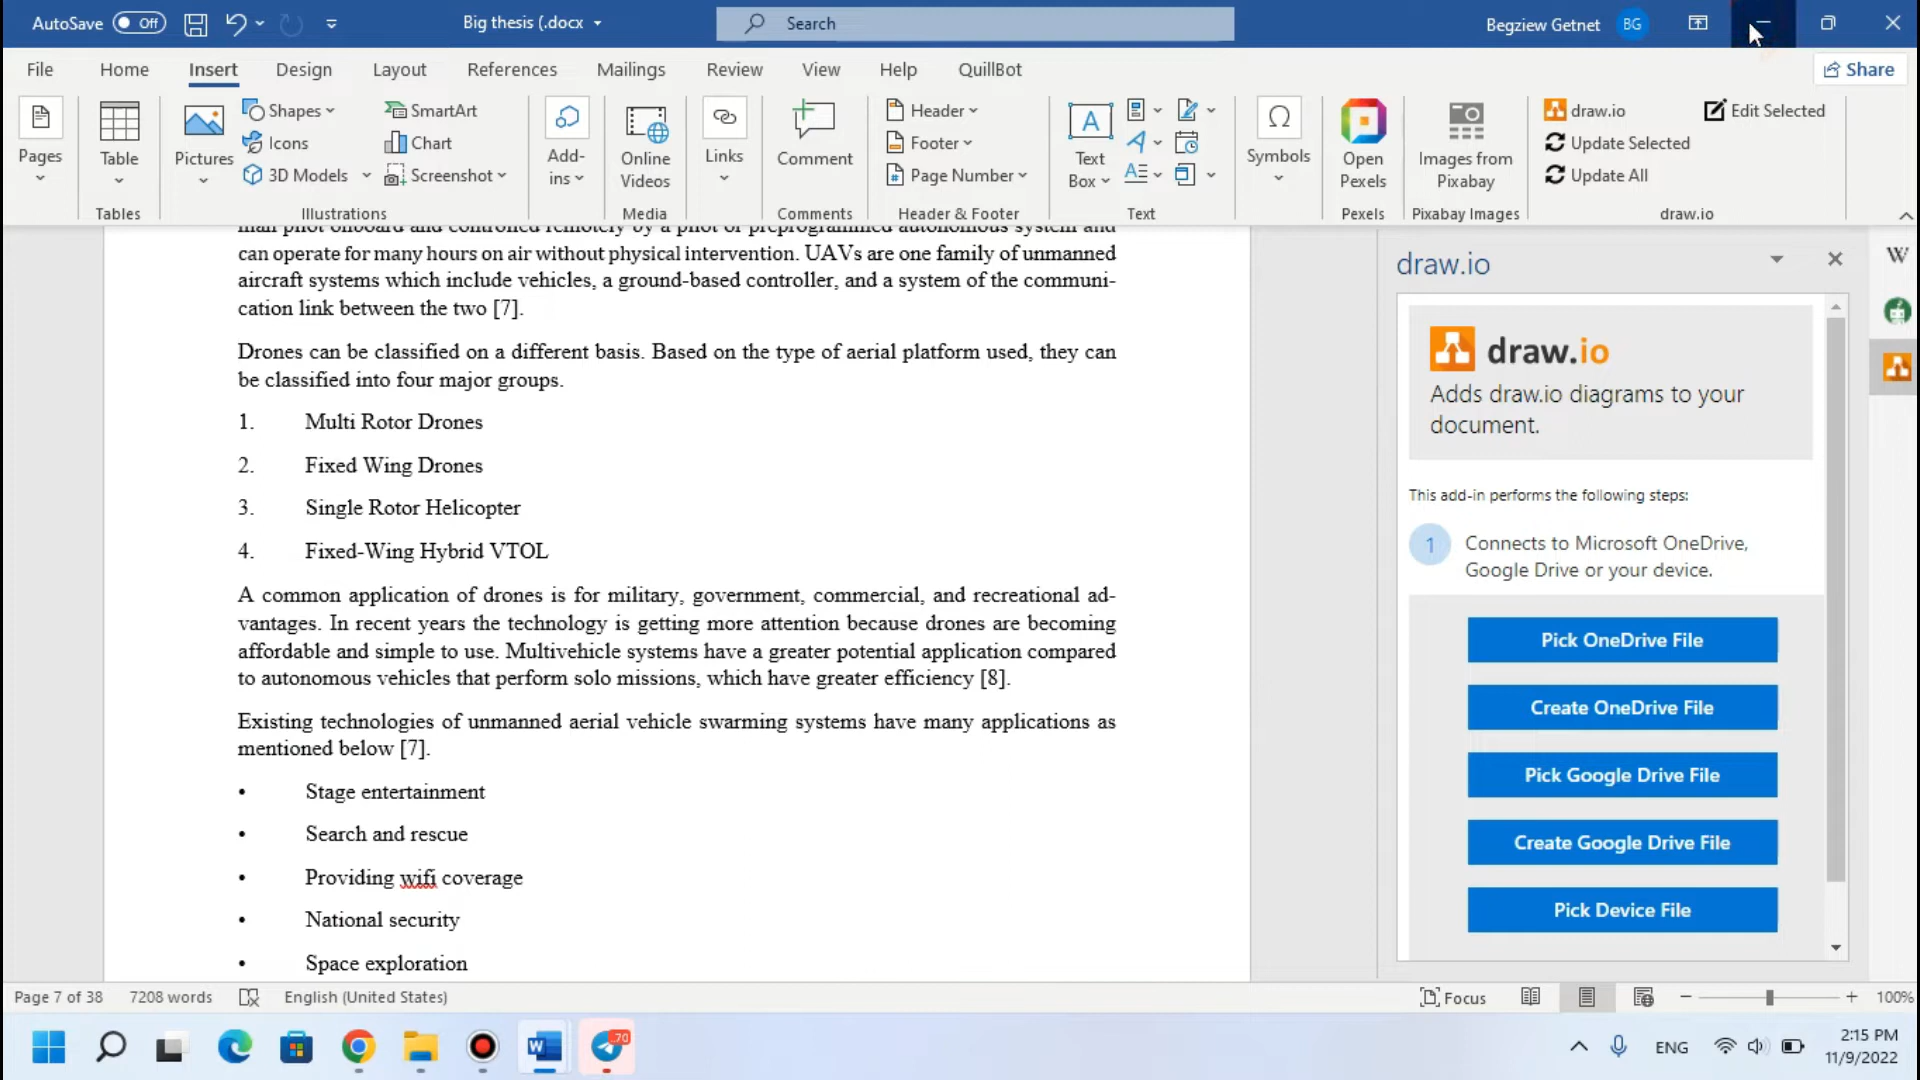 AutoSave Off
Big thesis (.docx
Search
Begziew Getnet BG
File Home Insert Design Layout References Mailings Review View Help QuillBot
Share
Pages
Table
Tables
Pictures
Shapes
Icons
3D Models
SmartArt
Chart
Screenshot
Illustrations
Add-
ins
Online
Videos
Media
Links
Comment
Comments
Header
Footer
Page Number
Header & Footer
A
Text
Box
Text
Symbols
Open
Pexels
Pexels
Images from
Pixabay
Pixabay Images
draw.io
Update Selected
Update All
Edit Selected
draw.io
man pilot onboard and controlled remotely by a pilot or preprogrammed autonomous system and
can operate for many hours on air without physical intervention. UAVs are one family of unmanned
aircraft systems which include vehicles, a ground-based controller, and a system of the communi-
cation link between the two [7].
Drones can be classified on a different basis. Based on the type of aerial platform used, they can
be classified into four major groups.
1. Multi Rotor Drones
2. Fixed Wing Drones
3. Single Rotor Helicopter
4. Fixed-Wing Hybrid VTOL
A common application of drones is for military, government, commercial, and recreational ad-
vantages. In recent years the technology is getting more attention because drones are becoming
affordable and simple to use. Multivehicle systems have a greater potential application compared
to autonomous vehicles that perform solo missions, which have greater efficiency [8].
Existing technologies of unmanned aerial vehicle swarming systems have many applications as
mentioned below [7].
• Stage entertainment
• Search and rescue
• Providing wifi coverage
• National security
• Space exploration
draw.io
draw.io
Adds draw.io diagrams to your
document.
This add-in performs the following steps:
1 Connects to Microsoft OneDrive,
Google Drive or your device.
Pick OneDrive File
Create OneDrive File
Pick Google Drive File
Create Google Drive File
Pick Device File
W
Page 7 of 38 7208 words English (United States)
Focus
100%
70
ENG
2:15 PM
11/9/2022